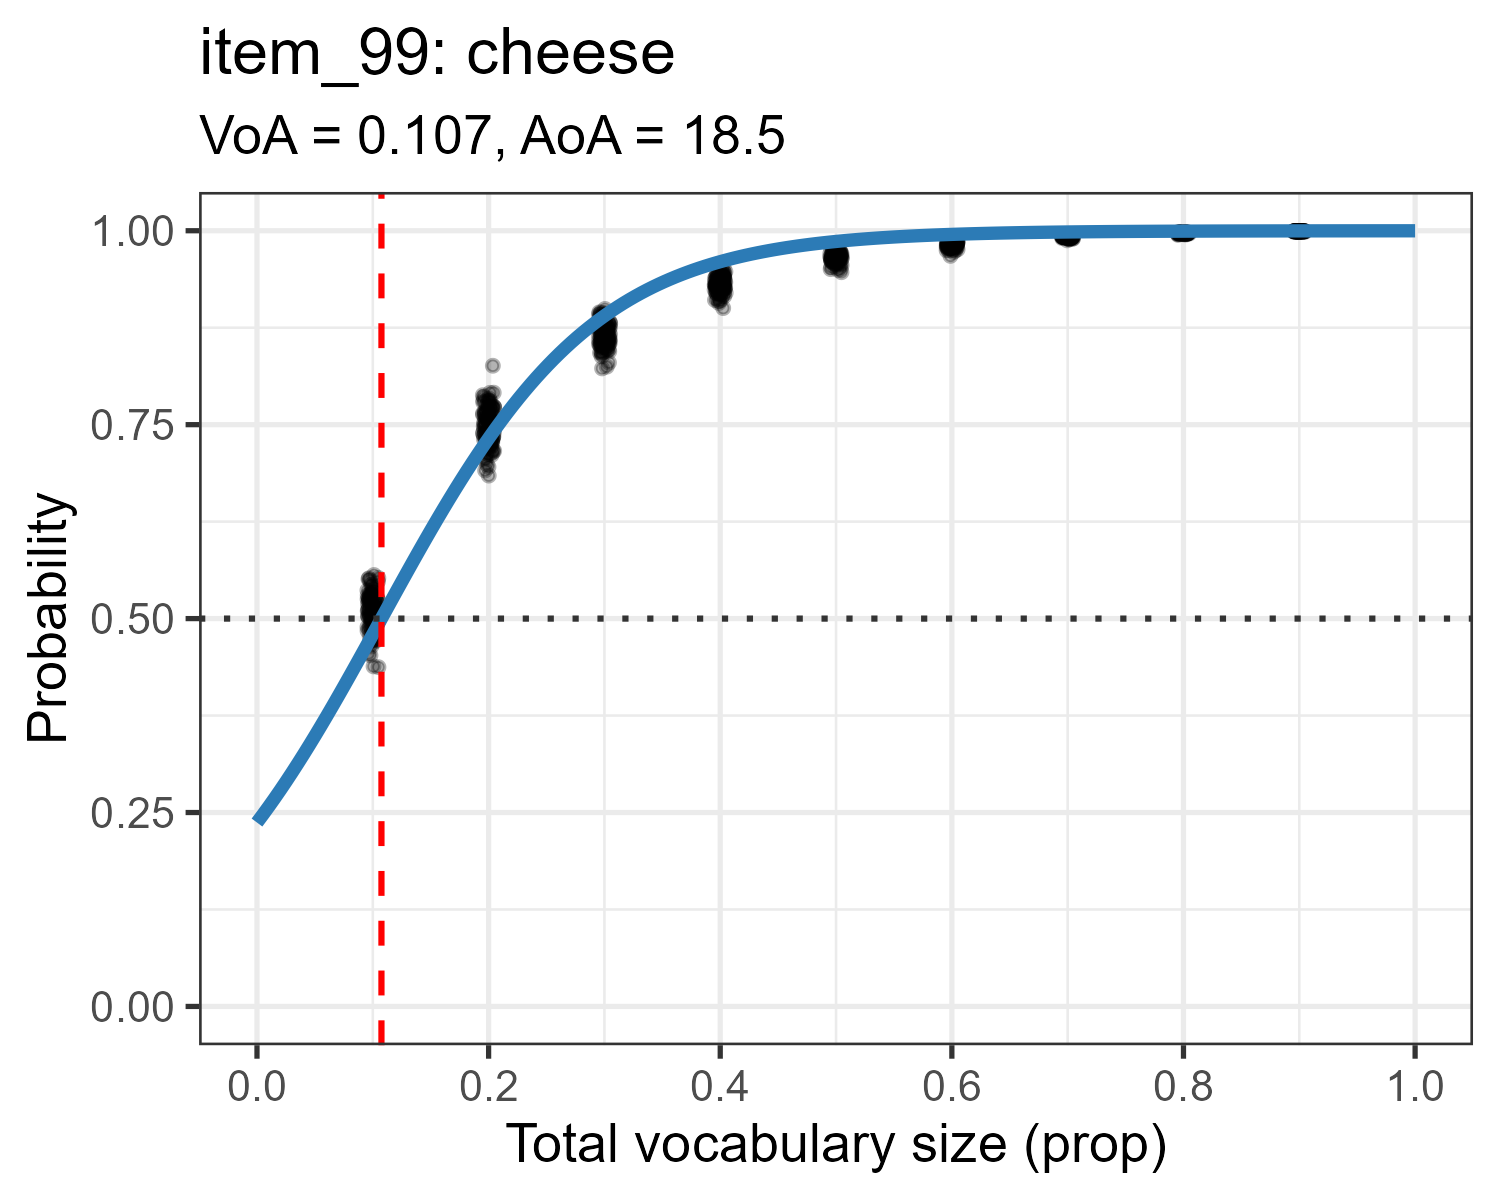 item_99: cheese
VoA = 0.107, AoA = 18.5
1.00
0.75
0.50
0.25
0.00
Probability
0.0 0.2 0.4 0.6 0.8 1.0
Total vocabulary size (prop)